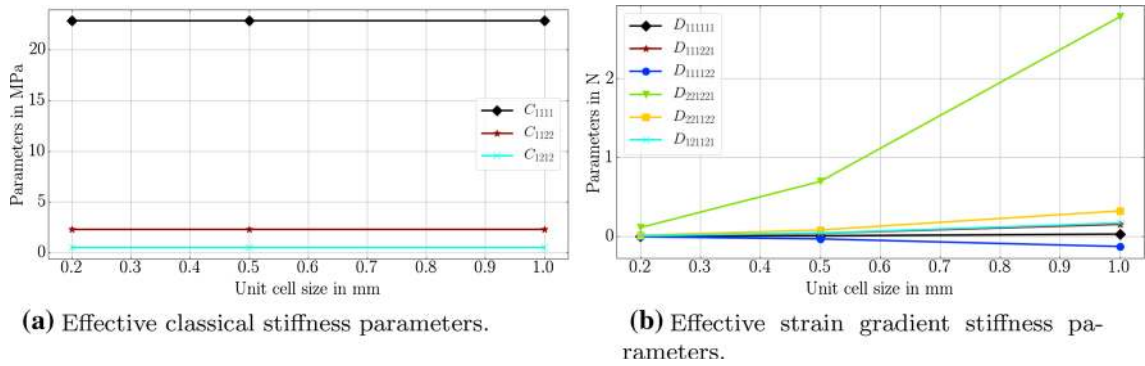 20
15
10
5
0
Parameters in MPa
C1111
C1122
C1212
0.2 0.3 0.4 0.5 0.6 0.7 0.8 0.9 1.0
Unit cell size in mm
(a) Effective classical stiffness parameters.
2
1
0
Parameters in N
D111111
D111221
D111122
D221221
D221122
D121121
0.2 0.3 0.4 0.5 0.6 0.7 0.8 0.9 1.0
Unit cell size in mm
(b) Effective strain gradient stiffness pa-
rameters.